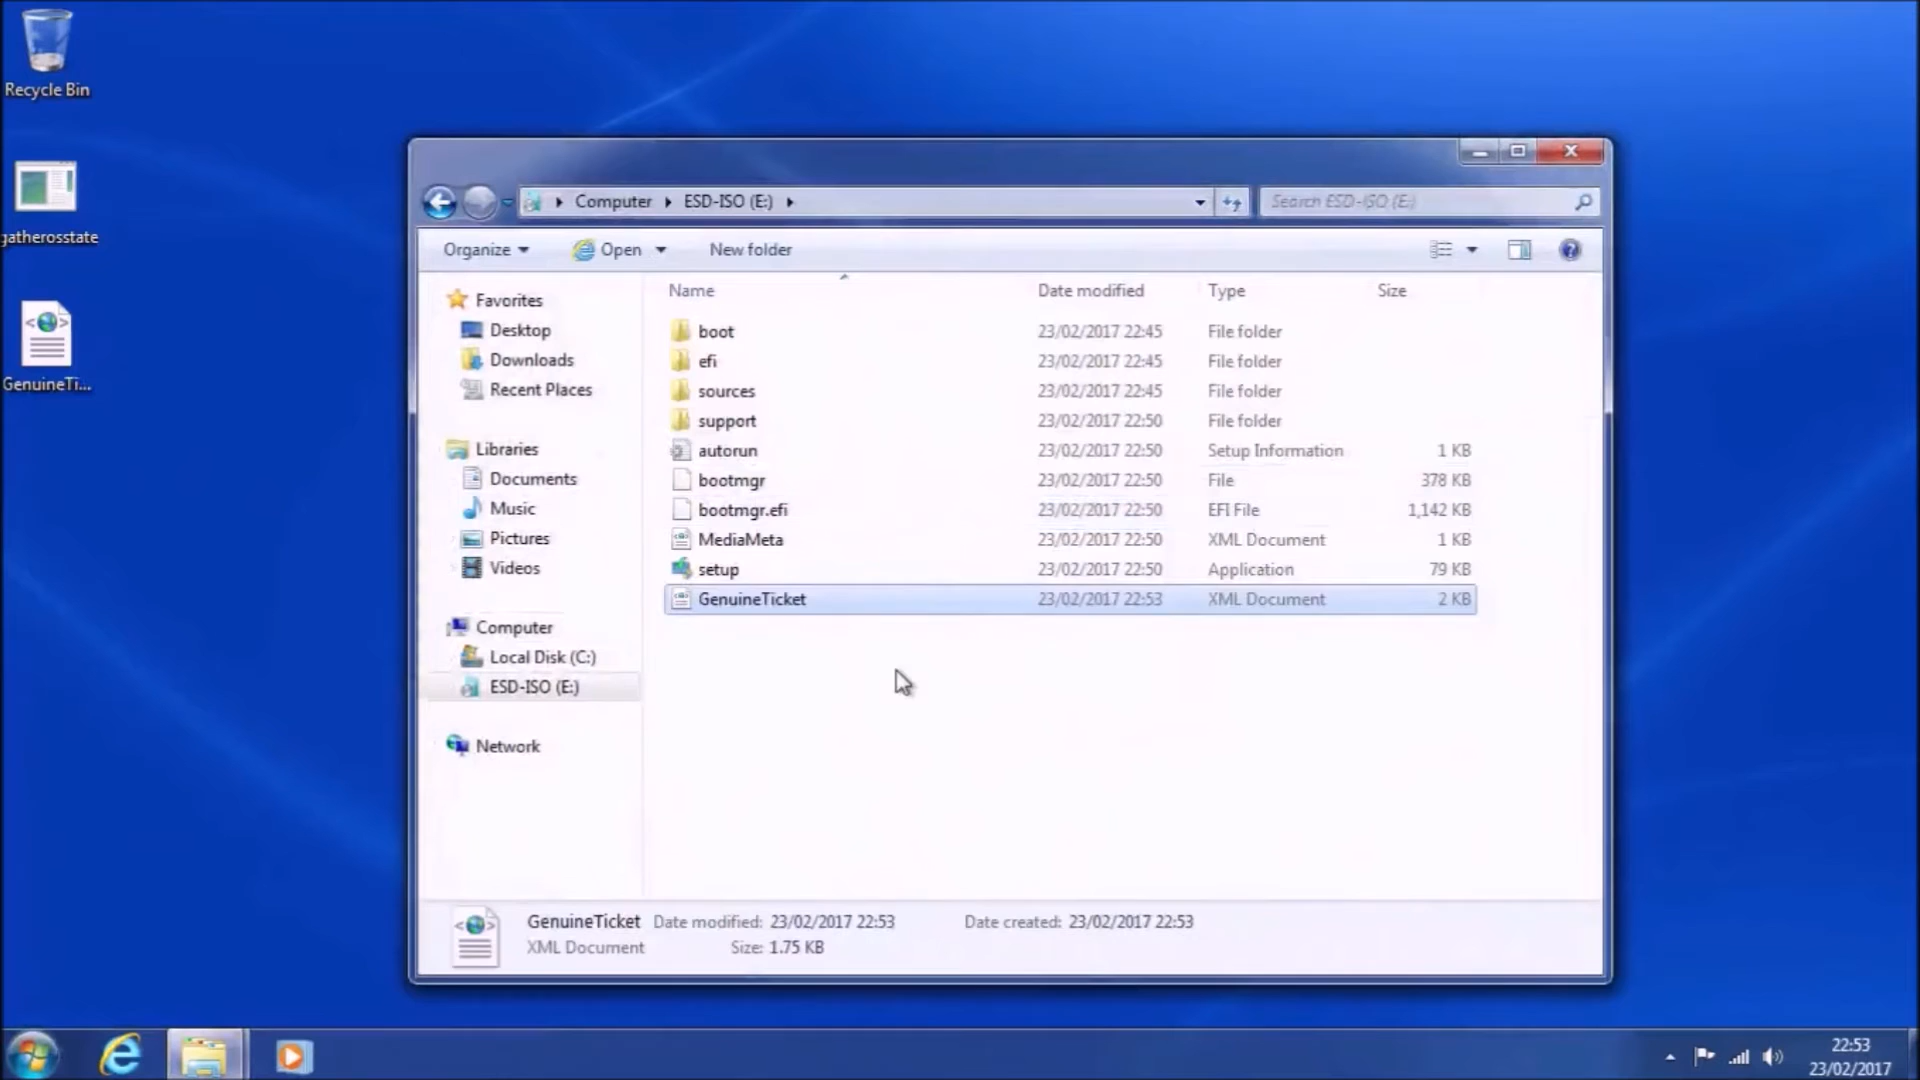 Recycle Bin
gatherosstate
GenuineTi...
Computer ESD-ISO (E:)
Search ESD-ISO (E:)
Organize Open New folder
Name Date modified Type Size
Favorites
Desktop
Downloads
Recent Places
Libraries
Documents
Music
Pictures
Videos
Computer
Local Disk (C:)
ESD-ISO (E:)
Network
boot 23/02/2017 22:45 File folder
efi 23/02/2017 22:45 File folder
sources 23/02/2017 22:45 File folder
support 23/02/2017 22:50 File folder
autorun 23/02/2017 22:50 Setup Information 1 KB
bootmgr 23/02/2017 22:50 File 378 KB
bootmgr.efi 23/02/2017 22:50 EFI File 1,142 KB
MediaMeta 23/02/2017 22:50 XML Document 1 KB
setup 23/02/2017 22:50 Application 79 KB
GenuineTicket 23/02/2017 22:53 XML Document 2 KB
GenuineTicket Date modified: 23/02/2017 22:53 Date created: 23/02/2017 22:53
XML Document Size: 1.75 KB
22:53
23/02/2017